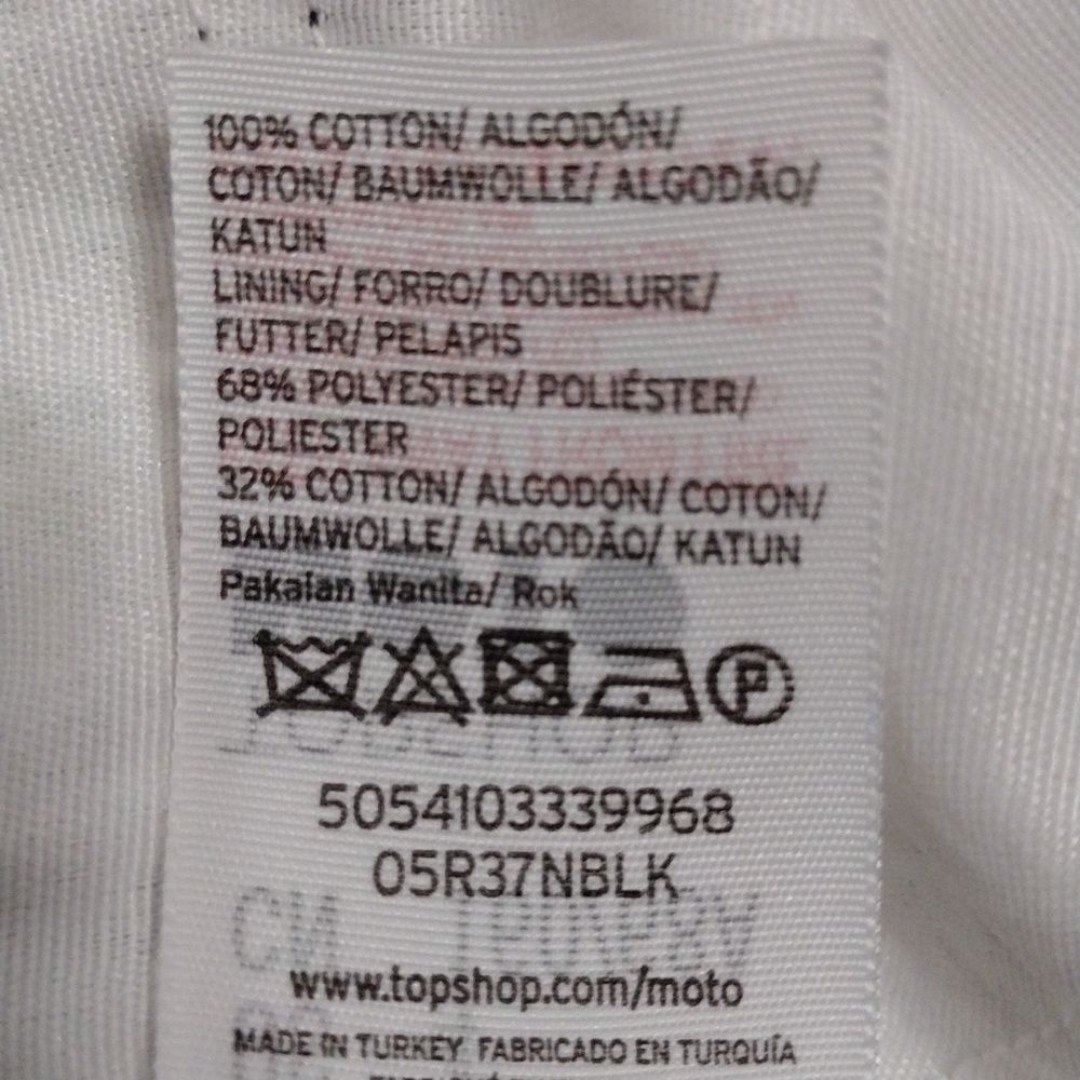 100% COTTON/ ALGODÓN/
COTON/ BAUMWOLLE/ ALGODÃO/
KATUN
LINING/ FORRO/ DOUBLURE/
FUTTER/ PELAPIS
68% POLYESTER/ POLIÉSTER/
POLIESTER
32% COTTON/ ALGODÓN/ COTON/
BAUMWOLLE/ ALGODÃO/ KATUN
Pakaian Wanita/ Rok
P
5054103339968
05R37NBLK
www.topshop.com/moto
MADE IN TURKEY FABRICADO EN TURQUÍA